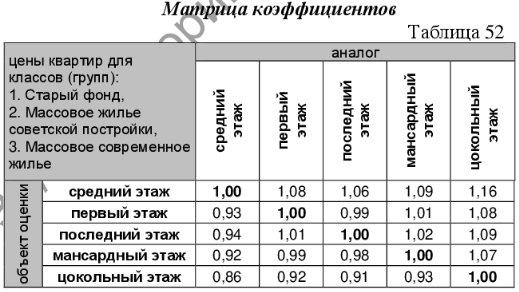 Матрица коэффициентов
Таблица 52
цены квартир для
классов (групп):
1. Старый фонд,
2. Массовое жилье
советской постройки,
3. Массовое современное
жилье
аналог
средний этаж
первый этаж
последний этаж
мансардный этаж
цокольный этаж
объект оценки
средний этаж 1,00 1,08 1,06 1,09 1,16
первый этаж 0,93 1,00 0,99 1,01 1,08
последний этаж 0,94 1,01 1,00 1,02 1,09
мансардный этаж 0,92 0,99 0,98 1,00 1,07
цокольный этаж 0,86 0,92 0,91 0,93 1,00